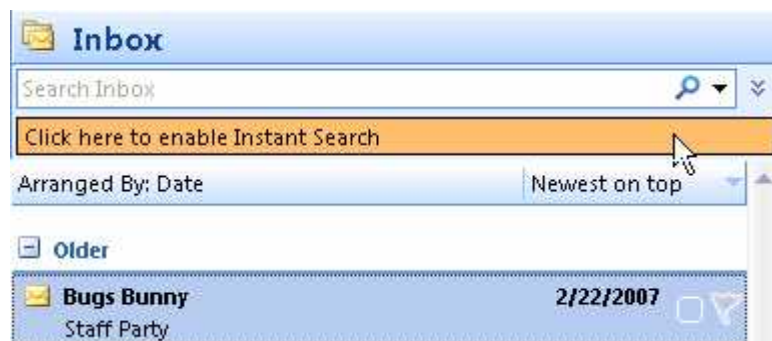 Inbox
Search Inbox
Click here to enable Instant Search
Arranged By: Date Newest on top
Older
Bugs Bunny 2/22/2007
Staff Party